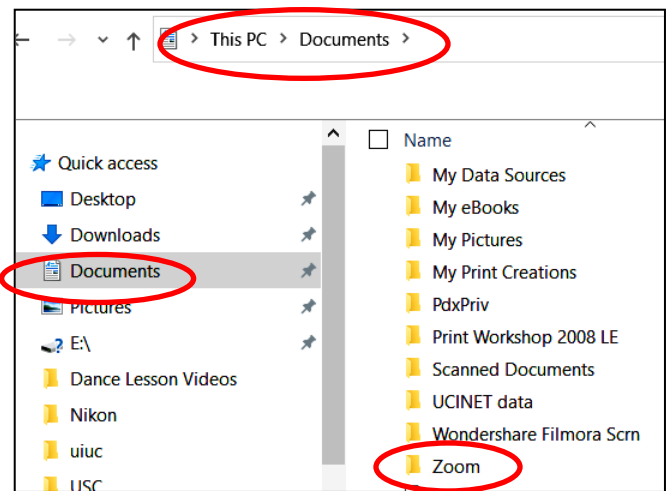 This PC > Documents >
Name
Quick access
Desktop
Downloads
Documents
Pictures
E:\
Dance Lesson Videos
Nikon
uiuc
USC
My Data Sources
My eBooks
My Pictures
My Print Creations
PdxPriv
Print Workshop 2008 LE
Scanned Documents
UCINET data
Wondershare Filmora Scrn
Zoom